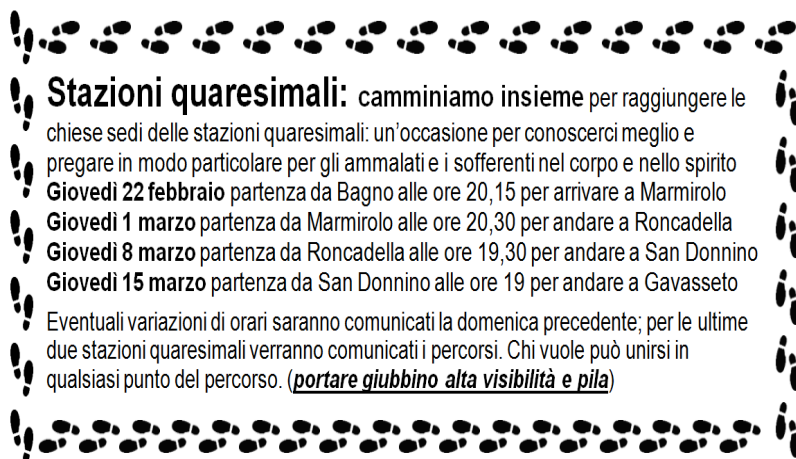 Stazioni quaresimali: camminiamo insieme per raggiungere le
chiese sedi delle stazioni quaresimali: un'occasione per conoscerci meglio e
pregare in modo particolare per gli ammalati e i sofferenti nel corpo e nello spirito
Giovedì 22 febbraio partenza da Bagno alle ore 20,15 per arrivare a Marmirolo
Giovedì 1 marzo partenza da Marmirolo alle ore 20,30 per andare a Roncadella
Giovedì 8 marzo partenza da Roncadella alle ore 19,30 per andare a San Donnino
Giovedì 15 marzo partenza da San Donnino alle ore 19 per andare a Gavasseto
Eventuali variazioni di orari saranno comunicati la domenica precedente; per le ultime
due stazioni quaresimali verranno comunicati i percorsi. Chi vuole può unirsi in
qualsiasi punto del percorso. (portare giubbino alta visibilità e pila)